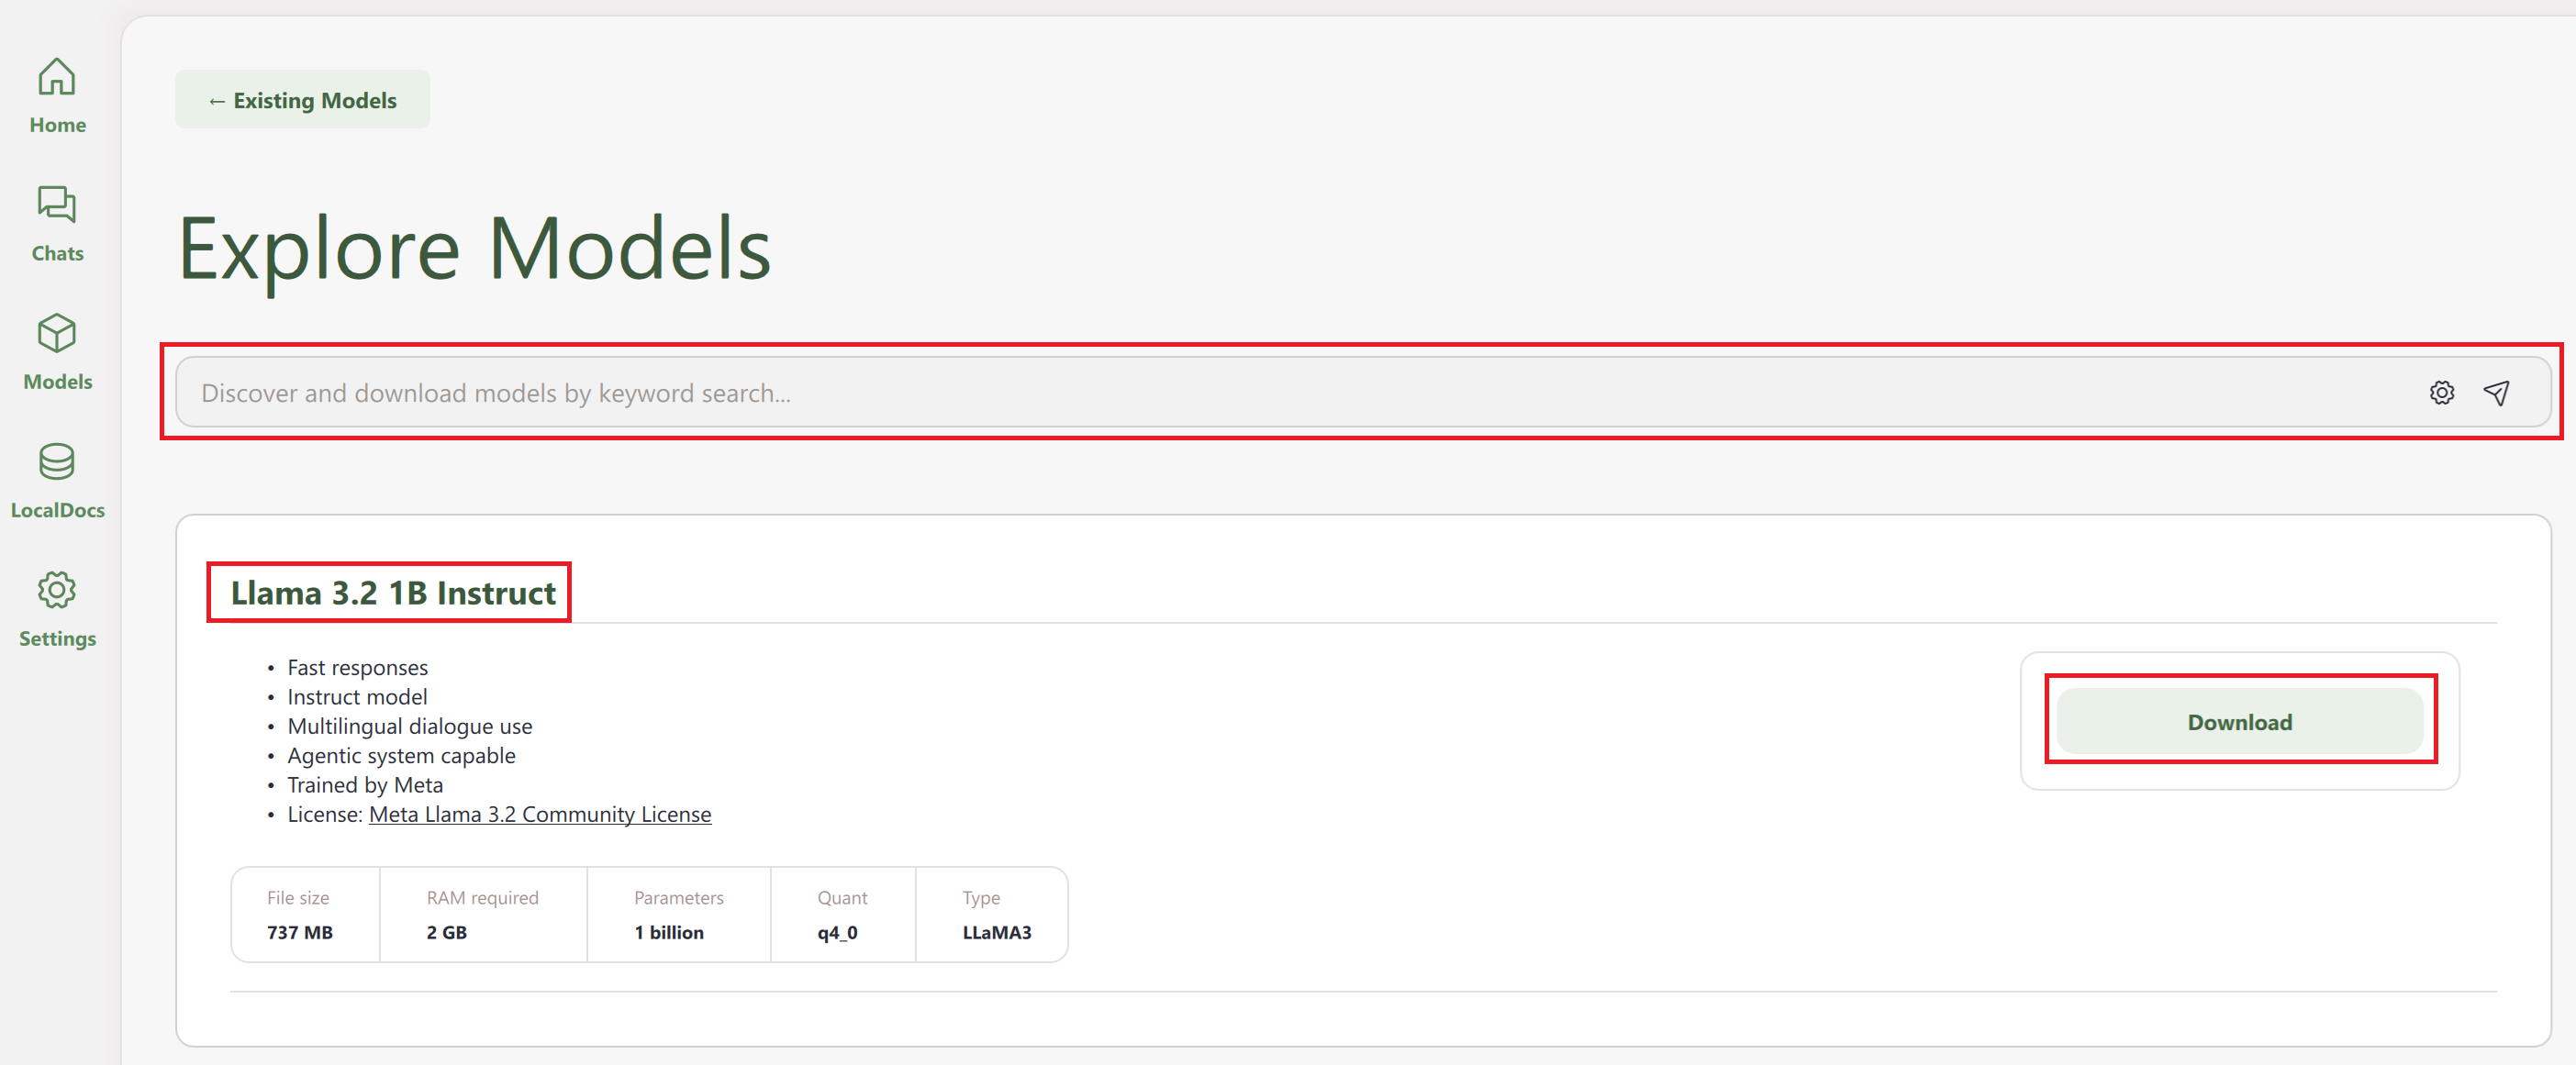 Home
Chats
Models
LocalDocs
Settings
← Existing Models
Explore Models
Discover and download models by keyword search...
Llama 3.2 1B Instruct
• Fast responses
• Instruct model
• Multilingual dialogue use
• Agentic system capable
• Trained by Meta
• License: Meta Llama 3.2 Community License
Download
File size RAM required Parameters Quant Type
737 MB 2 GB 1 billion q4_0 LLaMA3